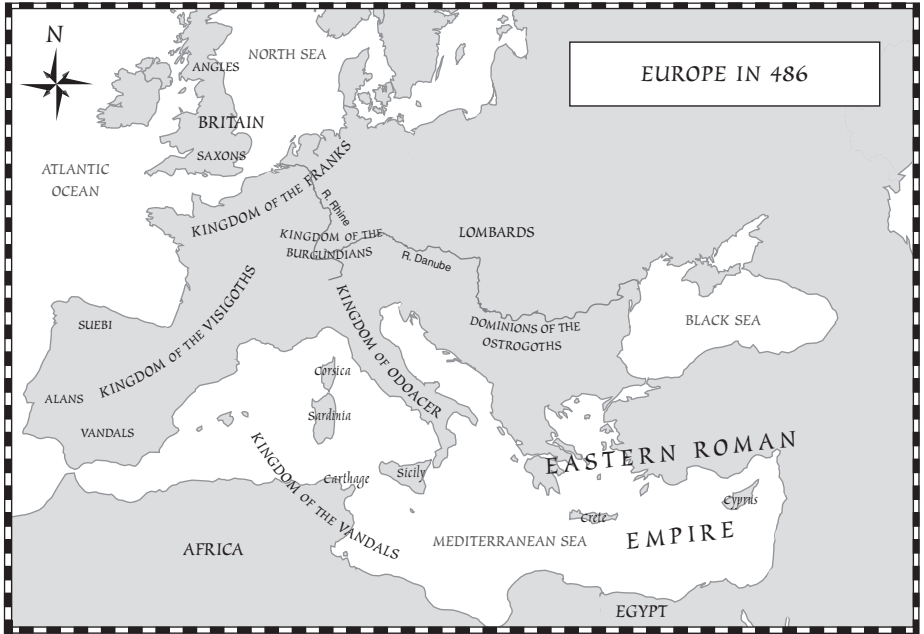 N
NORTH SEA
EUROPE IN 486
ANGLES
BRITAIN
SAXONS
ATLANTIC
OCEAN
KINGDOM OF THE FRANKS
R. Rhine
KINGDOM OF THE
BURGUNDIANS
LOMBARDS
R. Danube
KINGDOM OF THE VISIGOTHS
SUEBI
ALANS
VANDALS
KINGDOM OF ODOACER
DOMINIONS OF THE
OSTROGOTHS
BLACK SEA
Corsica
Sardinia
Sicily
Carthage
KINGDOM OF THE VANDALS
EASTERN ROMAN
EMPIRE
Cyprus
Crete
MEDITERRANEAN SEA
AFRICA
EGYPT